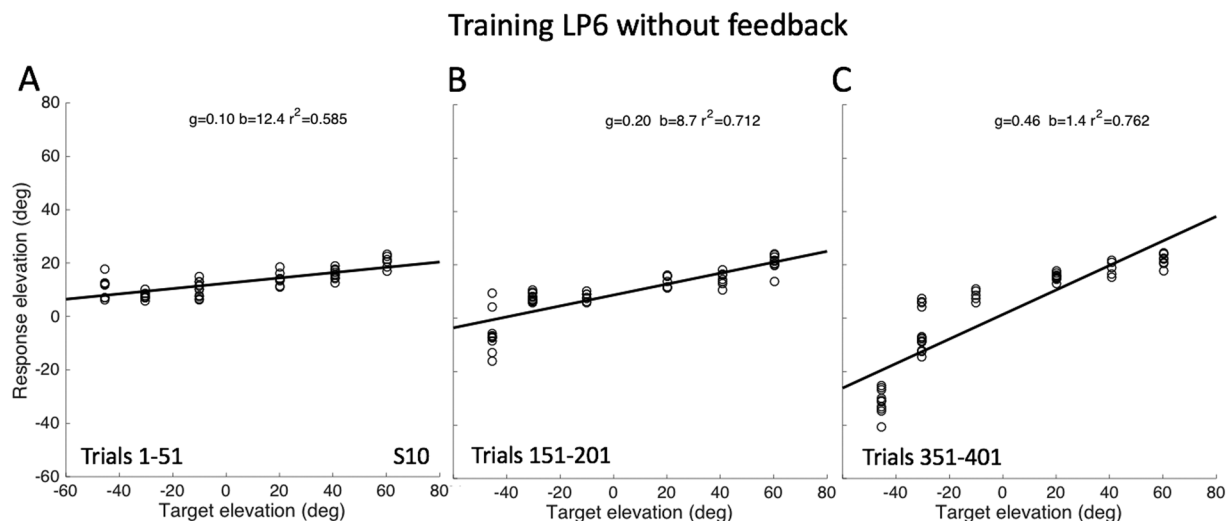 Training LP6 without feedback
A
B
C
g=0.10 b=12.4 r²=0.585
g=0.20 b=8.7 r²=0.712
g=0.46 b=1.4 r²=0.762
Response elevation (deg)
80
60
40
20
0
-20
-40
-60
Trials 1-51
S10
Trials 151-201
Trials 351-401
-60 -40 -20 0 20 40 60 80
-40 -20 0 20 40 60 80
-40 -20 0 20 40 60 80
Target elevation (deg)
Target elevation (deg)
Target elevation (deg)